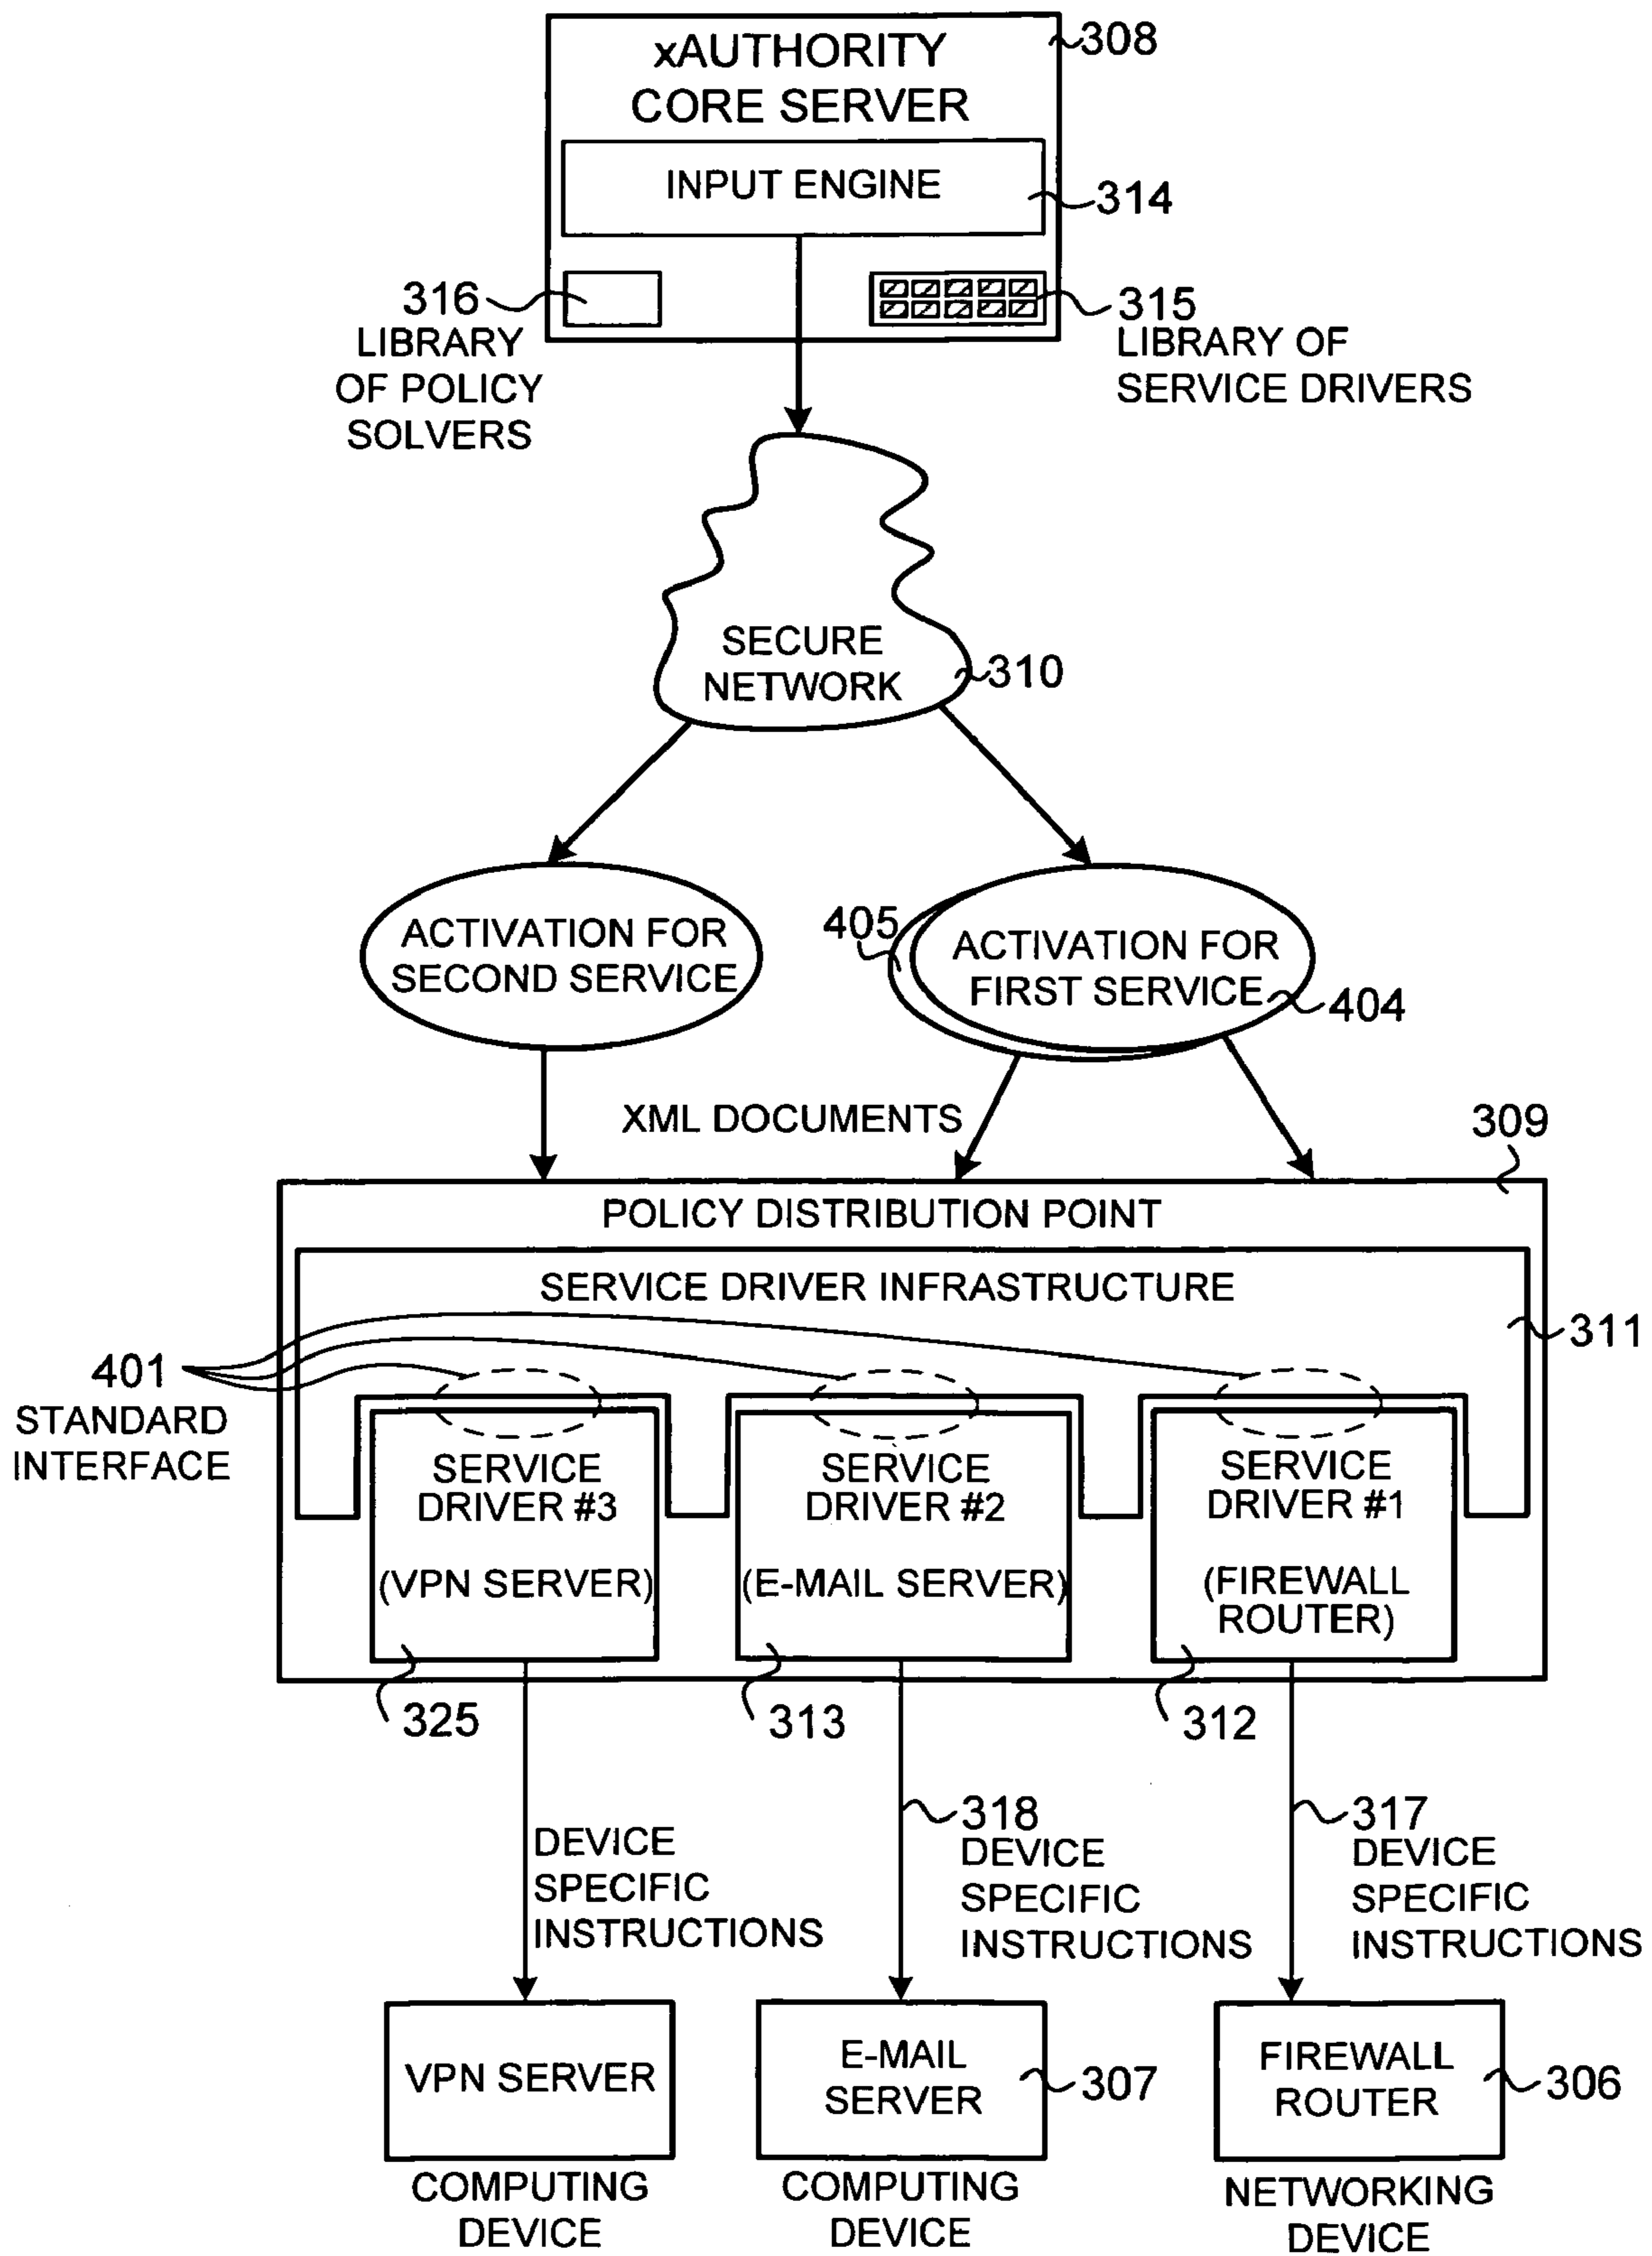 xAUTHORITY
CORE SERVER
308
INPUT ENGINE
314
316
LIBRARY
OF POLICY
SOLVERS
315
LIBRARY OF
SERVICE DRIVERS
SECURE
NETWORK
310
ACTIVATION FOR
SECOND SERVICE
405
ACTIVATION FOR
FIRST SERVICE
404
XML DOCUMENTS
309
POLICY DISTRIBUTION POINT
SERVICE DRIVER INFRASTRUCTURE
311
401
STANDARD
INTERFACE
SERVICE
DRIVER #3
(VPN SERVER)
325
SERVICE
DRIVER #2
(E-MAIL SERVER)
313
SERVICE
DRIVER #1
(FIREWALL
ROUTER)
312
DEVICE
SPECIFIC
INSTRUCTIONS
318
DEVICE
SPECIFIC
INSTRUCTIONS
317
DEVICE
SPECIFIC
INSTRUCTIONS
VPN SERVER
COMPUTING
DEVICE
E-MAIL
SERVER
307
COMPUTING
DEVICE
FIREWALL
ROUTER
306
NETWORKING
DEVICE